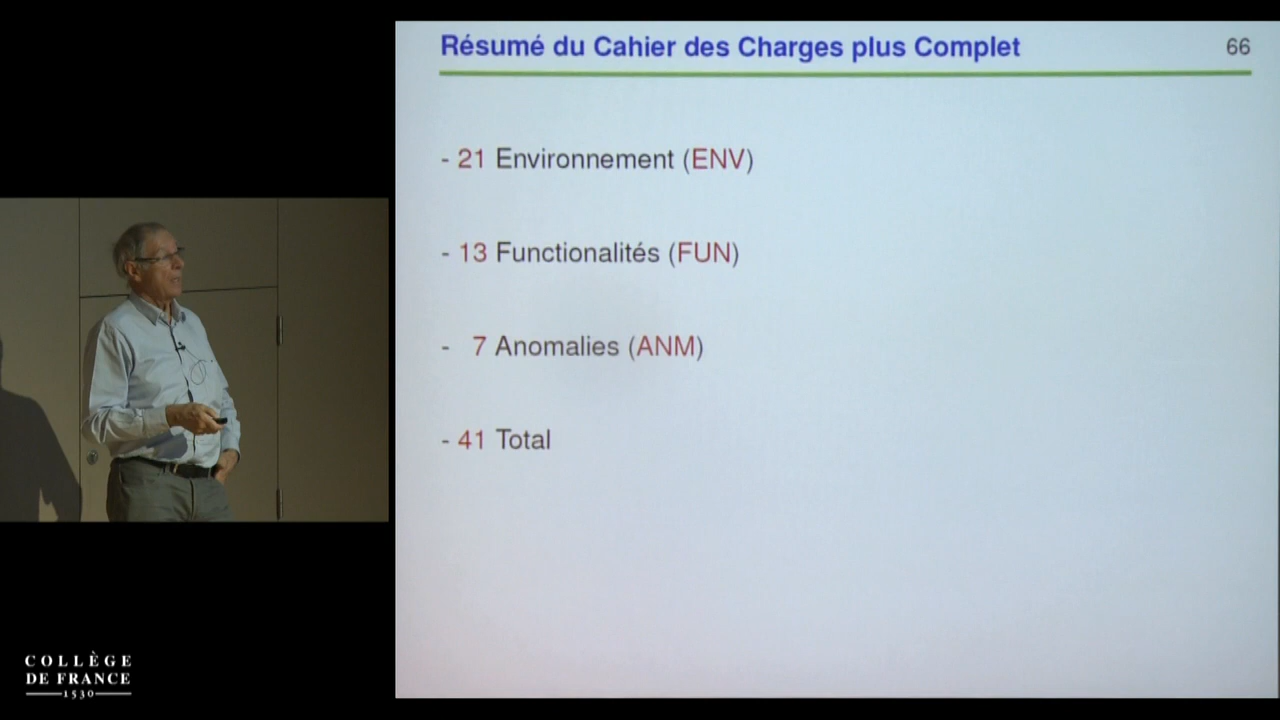 Résumé du Cahier des Charges plus Complet 66
- 21 Environnement (ENV)
- 13 Functionalités (FUN)
- 7 Anomalies (ANM)
- 41 Total
COLLÈGE
DE FRANCE
1530